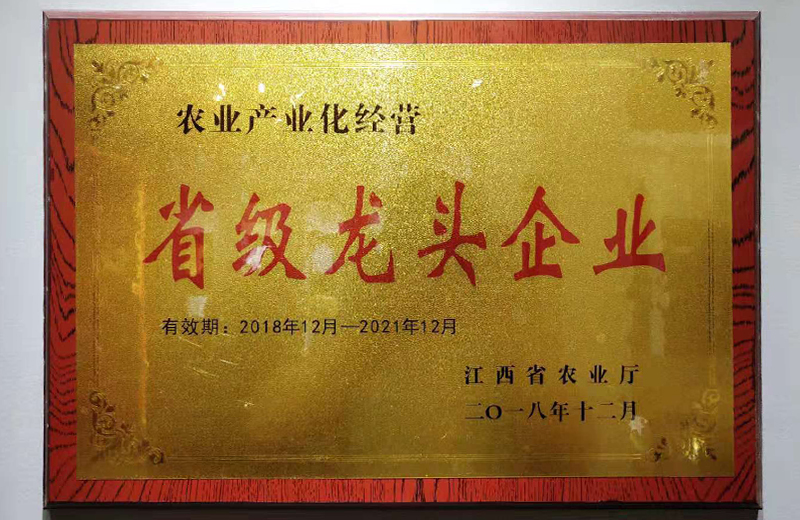 农业产业化经营
省级龙头企业
有效期：2018年12月—2021年12月
江西省农业厅
二〇一八年十二月